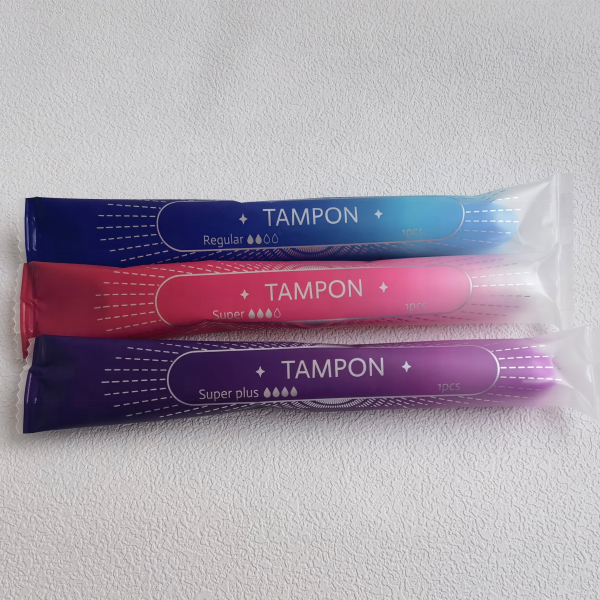 TAMPON
Regular 1pcs
TAMPON
Super 1pcs
TAMPON
Super plus 1pcs